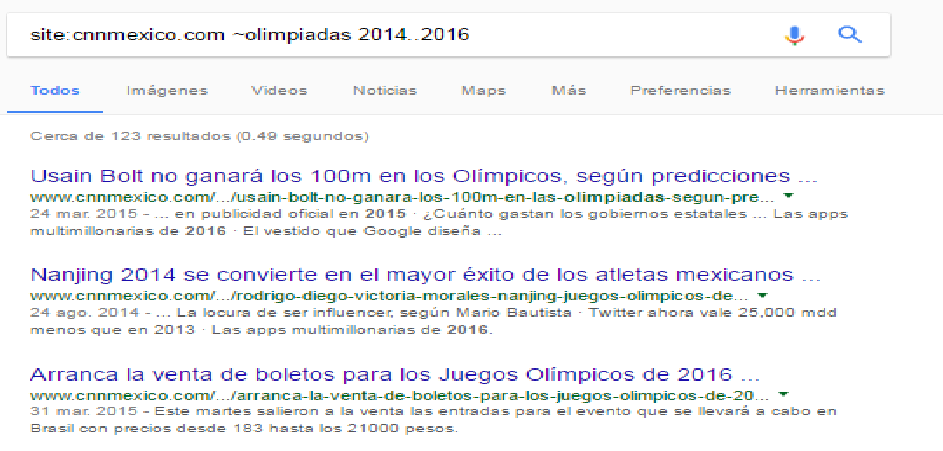 site:cnnmexico.com ~olimpiadas 2014..2016
Todos Imágenes Videos Noticias Maps Más Preferencias Herramientas
Cerca de 123 resultados (0.49 segundos)
Usain Bolt no ganará los 100m en los Olímpicos, según predicciones ...
www.cnnmexico.com/.../usain-bolt-no-ganara-los-100m-en-las-olimpiadas-segun-pre...
24 mar. 2015 - ... en publicidad oficial en 2015 · ¿Cuánto gastan los gobiernos estatales ... Las apps
multimillonarias de 2016 · El vestido que Google diseña ...
Nanjing 2014 se convierte en el mayor éxito de los atletas mexicanos ...
www.cnnmexico.com/.../rodrigo-diego-victoria-morales-nanjing-juegos-olimpicos-de...
24 ago. 2014 - ... La locura de ser influencer, según Mario Bautista · Twitter ahora vale 25,000 mdd
menos que en 2013 · Las apps multimillonarias de 2016.
Arranca la venta de boletos para los Juegos Olímpicos de 2016 ...
www.cnnmexico.com/.../arranca-la-venta-de-boletos-para-los-juegos-olimpicos-de-20...
31 mar. 2015 - Este martes salieron a la venta las entradas para el evento que se llevará a cabo en
Brasil con precios desde 183 hasta los 21000 pesos.